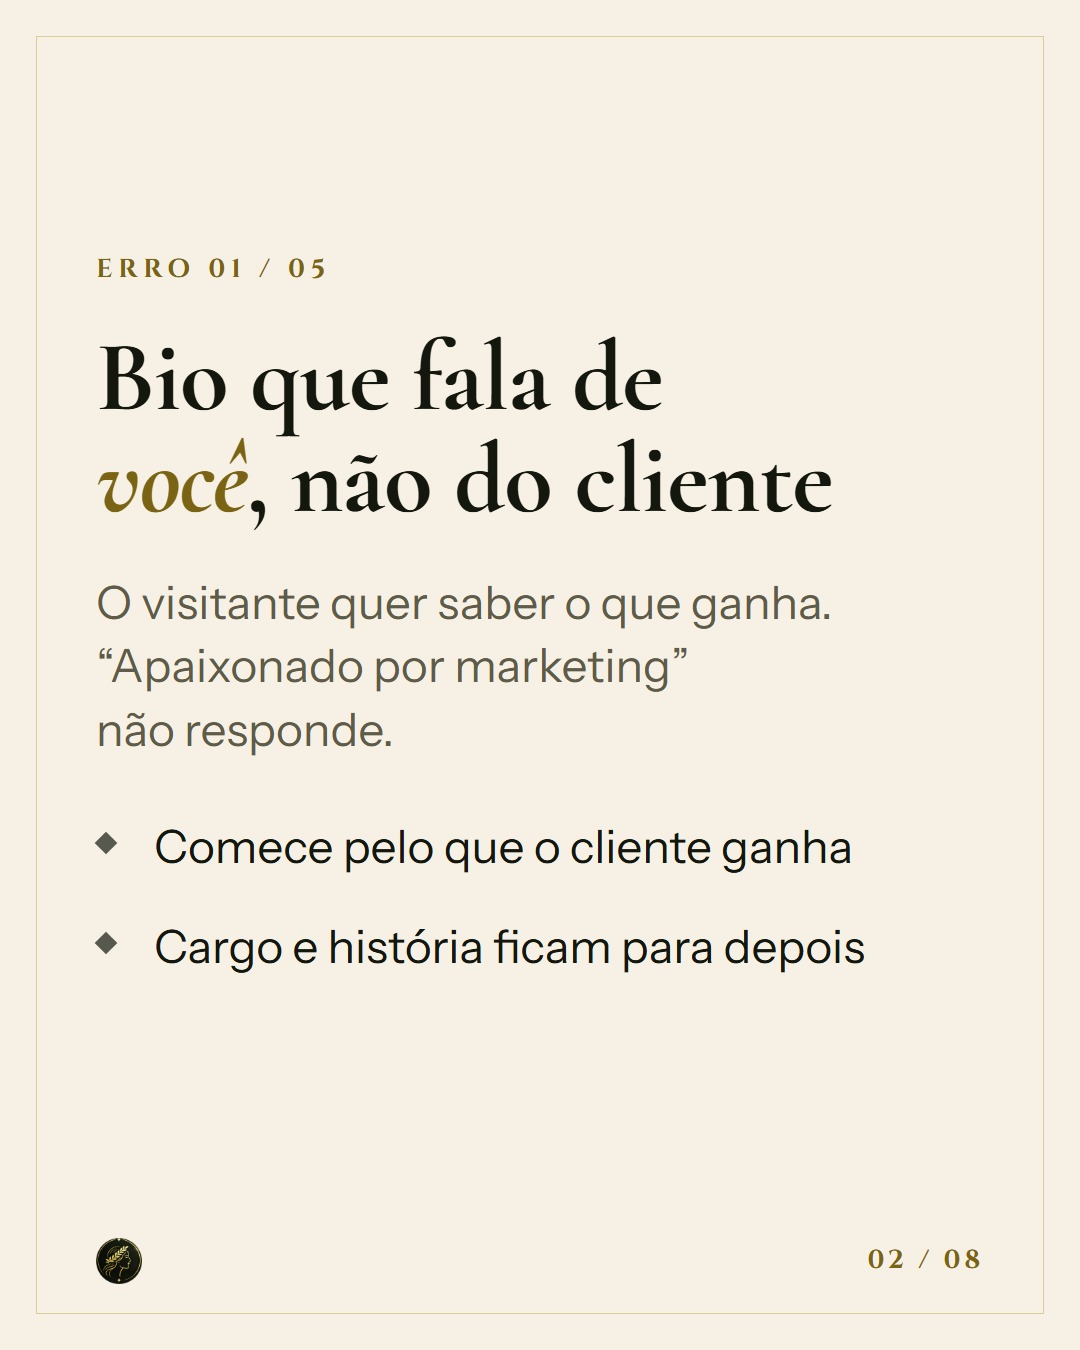 ERRO 01 / 05
Bio que fala de
você, não do cliente
O visitante quer saber o que ganha.
“Apaixonado por marketing”
não responde.
◆ Comece pelo que o cliente ganha
◆ Cargo e história ficam para depois
02 / 08